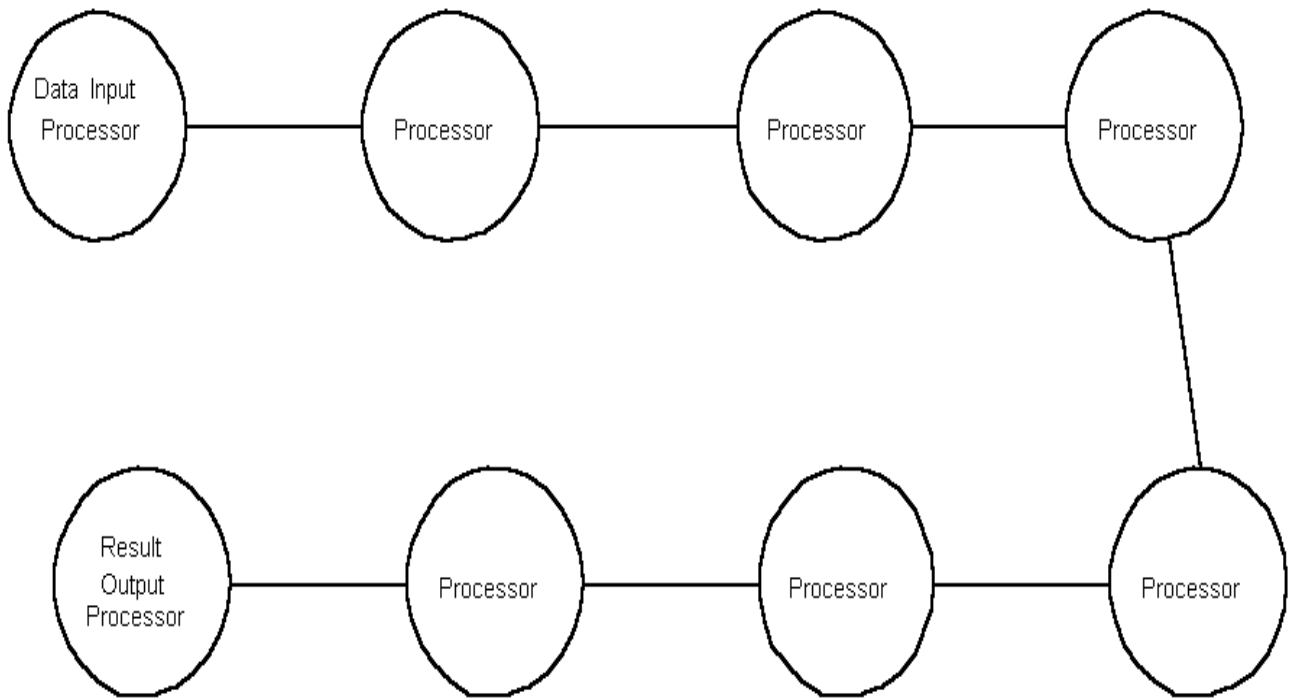 Data Input
Processor
Processor
Processor
Processor
Result
Output
Processor
Processor
Processor
Processor